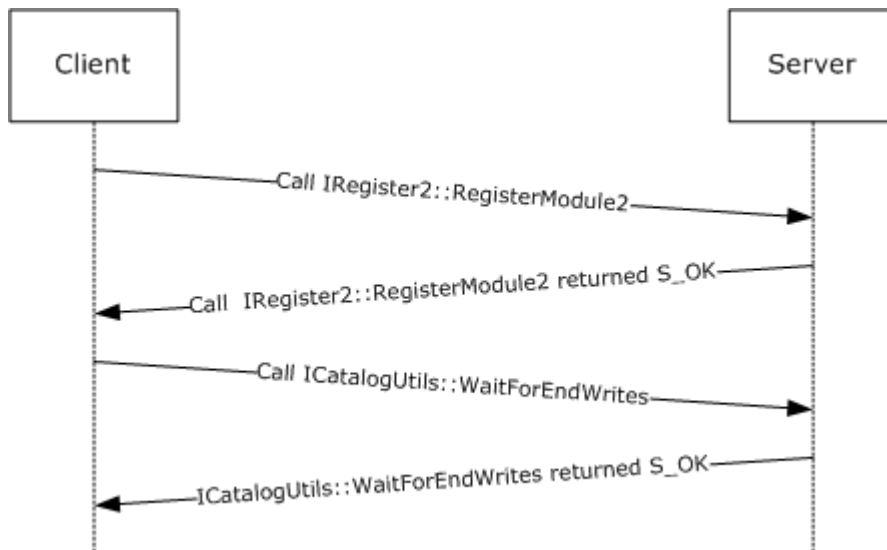 Client
Server
Call IRegister2::RegisterModule2
Call  IRegister2::RegisterModule2 returned S_OK
Call ICatalogUtils::WaitForEndWrites
ICatalogUtils::WaitForEndWrites returned S_OK